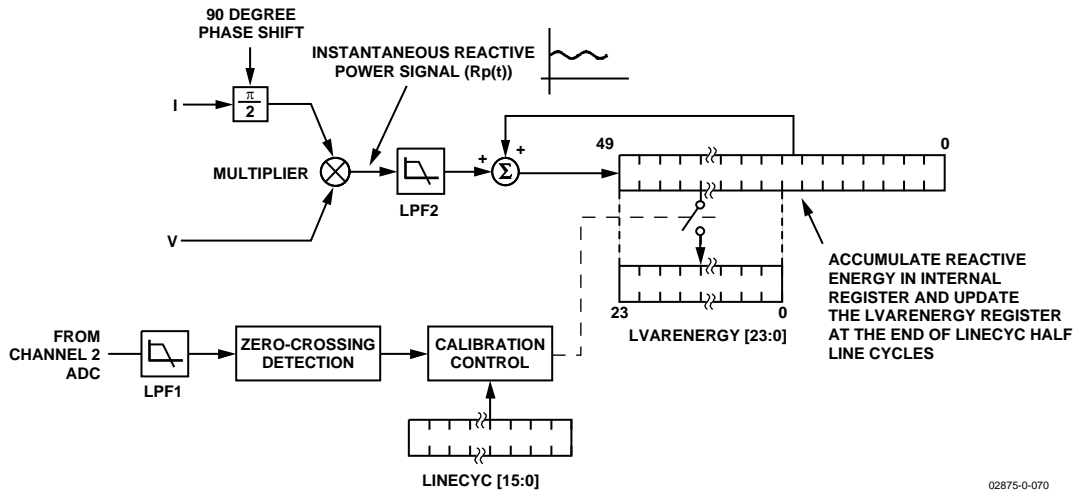 90 DEGREE
PHASE SHIFT
INSTANTANEOUS REACTIVE
POWER SIGNAL (Rp(t))
I
π
2
MULTIPLIER
LPF2
+
+
Σ
49
0
V
23
0
LVARENERGY [23:0]
ACCUMULATE REACTIVE
ENERGY IN INTERNAL
REGISTER AND UPDATE
THE LVARENERGY REGISTER
AT THE END OF LINECYC HALF
LINE CYCLES
FROM
CHANNEL 2
ADC
LPF1
ZERO-CROSSING
DETECTION
CALIBRATION
CONTROL
LINECYC [15:0]
02875-0-070